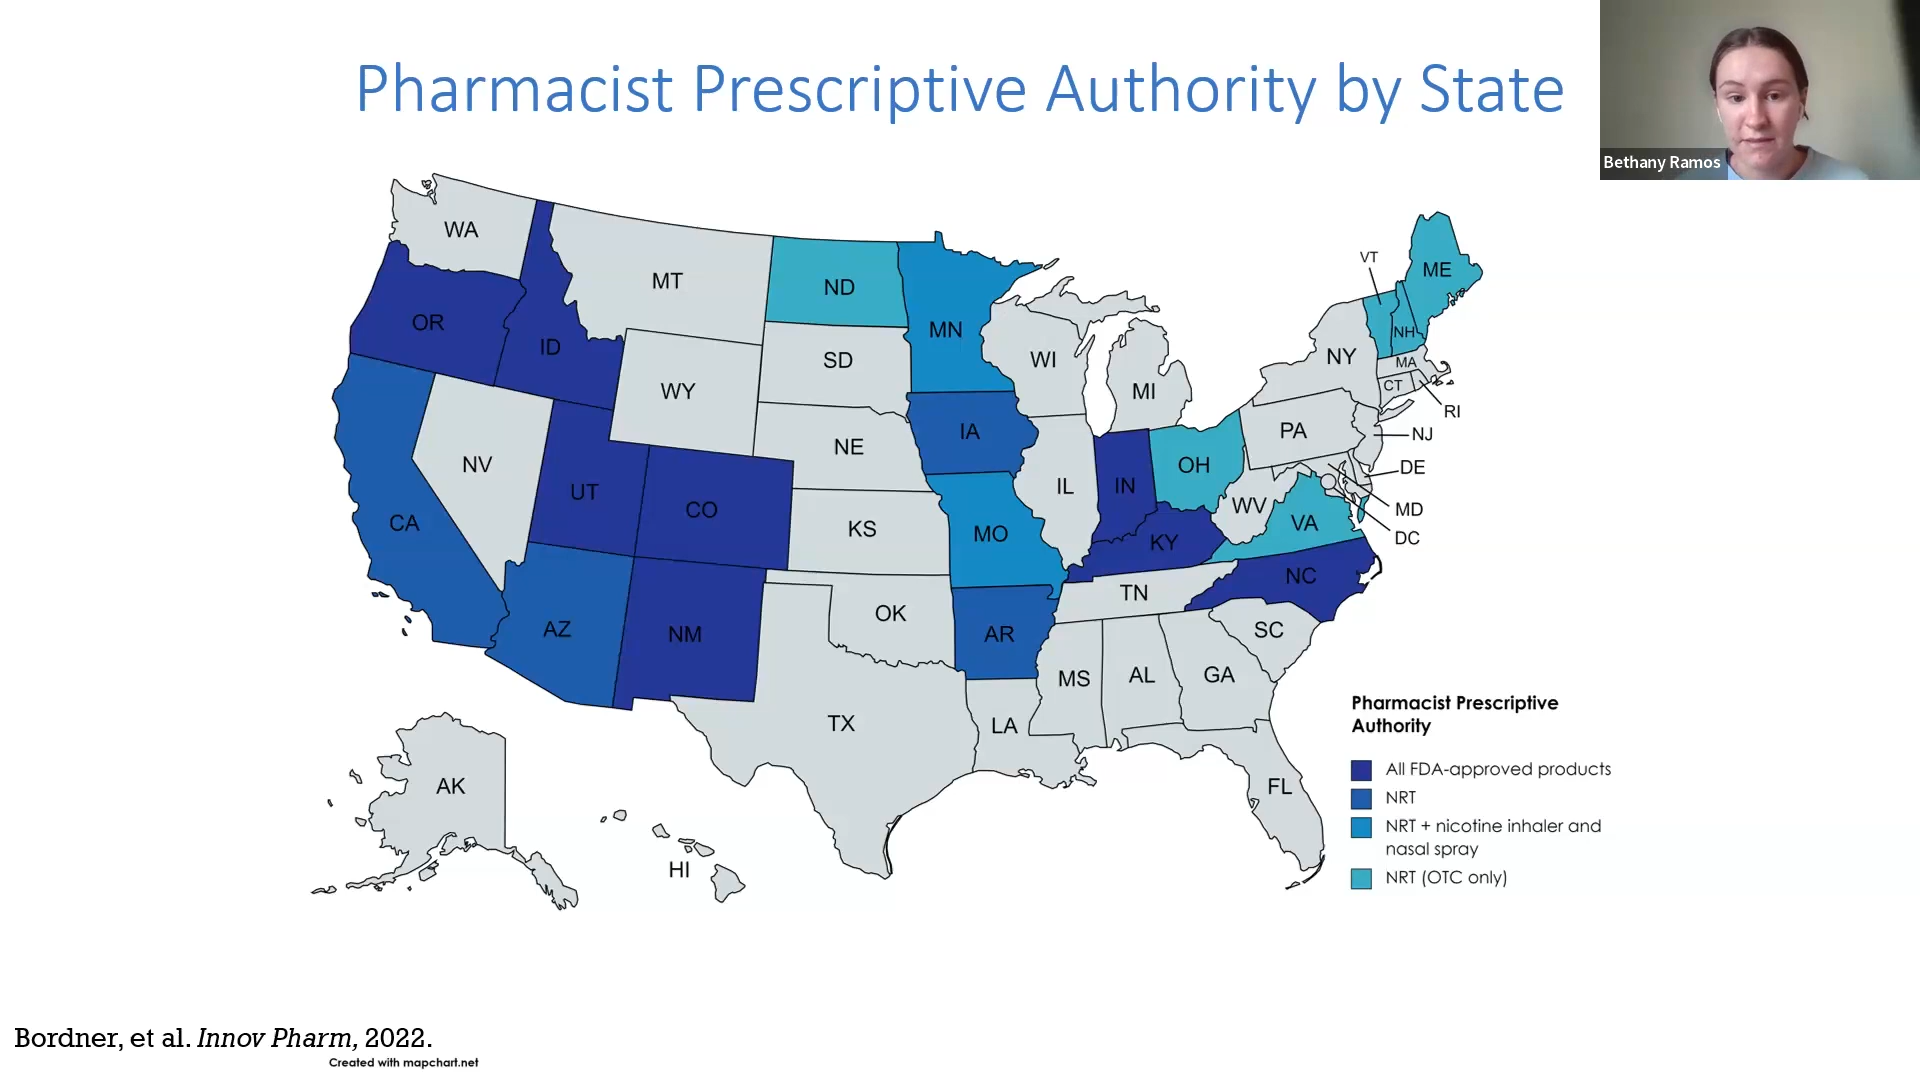 Pharmacist Prescriptive Authority by State
Bethany Ramos
WA
MT
ND
MN
VT
ME
OR
ID
SD
WI
NY
NH
MA
CT
RI
WY
MI
IA
NE
PA
NJ
NV
UT
CO
IL
IN
OH
DE
WV
MD
CA
KS
MO
KY
VA
DC
AZ
NM
OK
AR
TN
NC
SC
MS
AL
GA
TX
LA
FL
AK
HI
Pharmacist Prescriptive
Authority
All FDA-approved products
NRT
NRT + nicotine inhaler and
nasal spray
NRT (OTC only)
Bordner, et al. Innov Pharm, 2022.
Created with mapchart.net